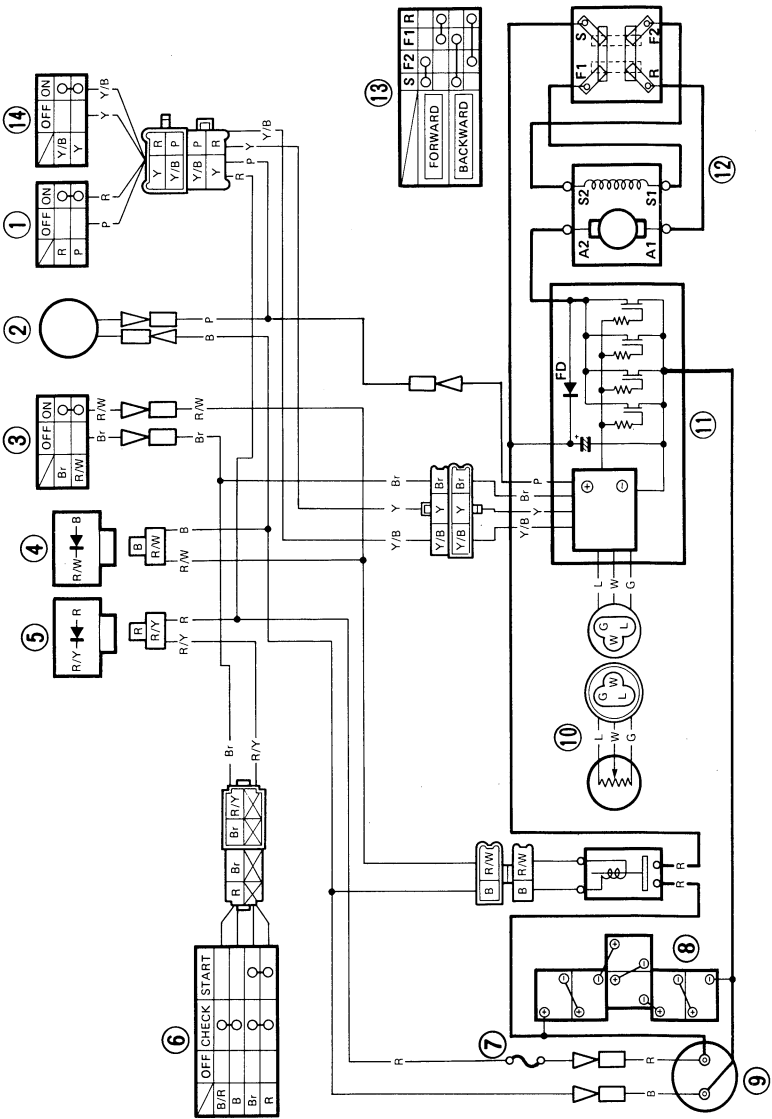 14
OFF ON
Y/B
Y
Y/B
Y
1
OFF ON
R
P
R
P
2
P
B
3
OFF ON
Br
R/W
R/W
Br
R/W
Br
4
R/W B
B
R/W
B
R/W
5
R/Y R
R
R/Y
R
R/Y
6
OFF CHECK START
B/R
B
Br
R
R Br
Br R/Y
Br
R/Y
Y R
Y/B P
Y/B P
Y R
Y/B
Y
P
R
13
S F2 F1 R
FORWARD
BACKWARD
S F2
F1 R
12
S2 S1
A2 A1
11
FD
+
⊕ ⊖
Br
Y
Y/B
Br
Y
Y/B
Br
Y
Y/B
P
Br
Y
Y/B
L
W
G
G
W L
G W
L
10
L
W
G
B R/W
B R/W
R
R
8
⊕ ⊖
⊕ ⊖
⊕ ⊖
⊕ ⊖
⊕ ⊖
⊕ ⊖
7
R
R
B
9